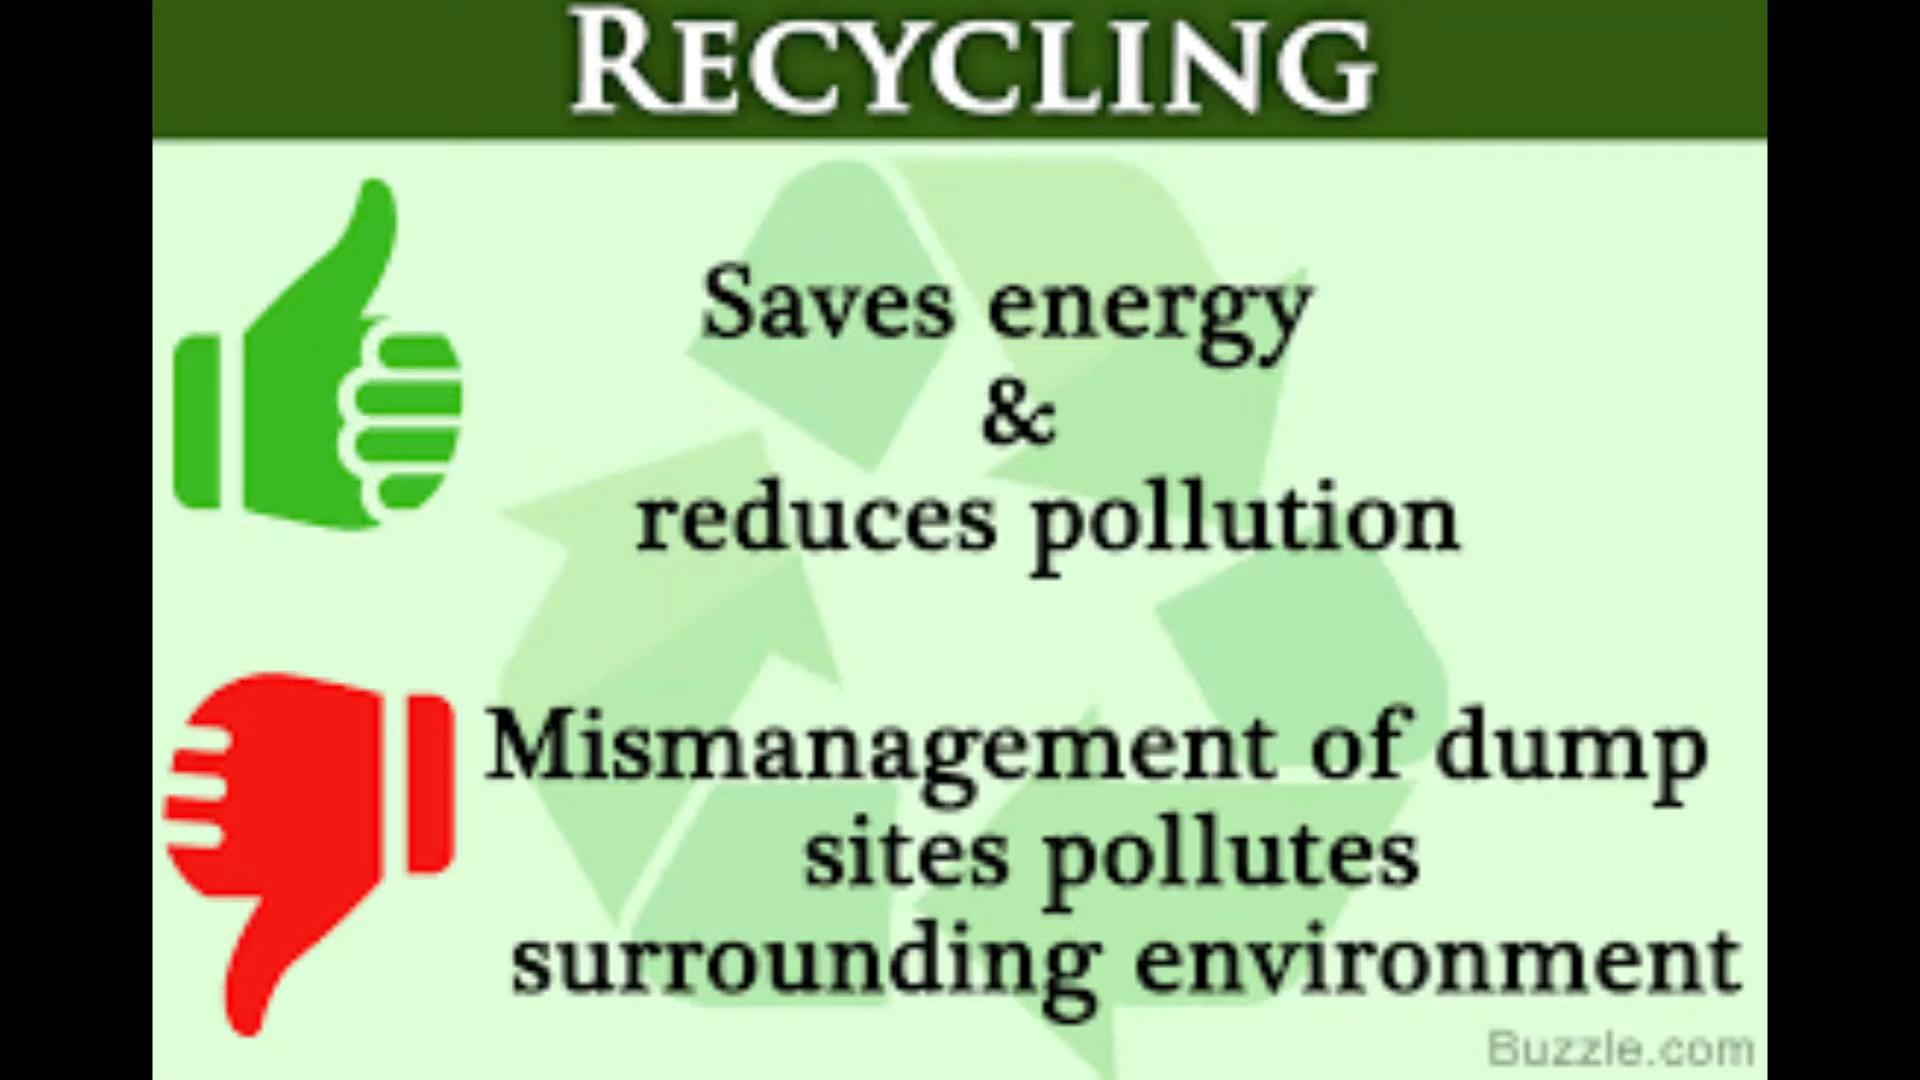 RECYCLING
Saves energy
&
reduces pollution
Mismanagement of dump
sites pollutes
surrounding environment
Buzzle.com